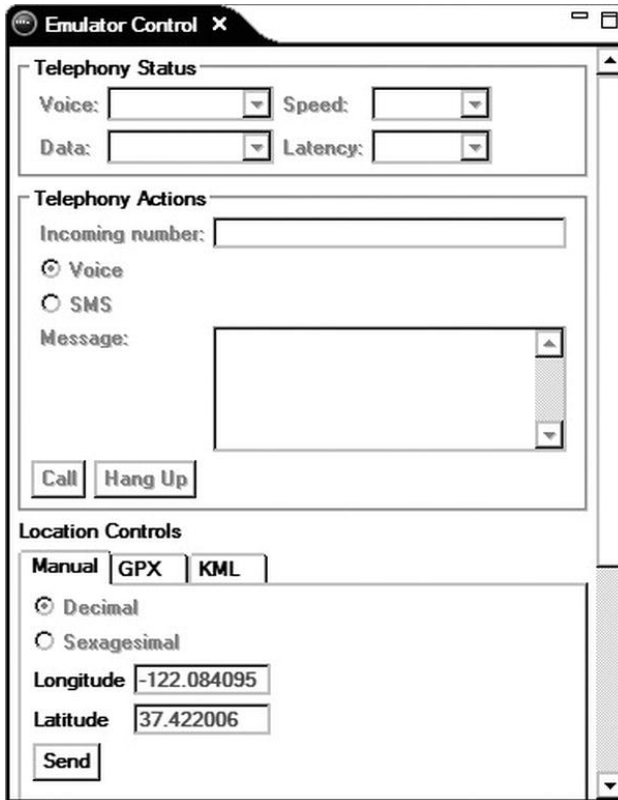 Emulator Control
Telephony Status
Voice: Speed:
Data: Latency:
Telephony Actions
Incoming number:
Voice
SMS
Message:
Call Hang Up
Location Controls
Manual GPX KML
Decimal
Sexagesimal
Longitude -122.084095
Latitude 37.422006
Send